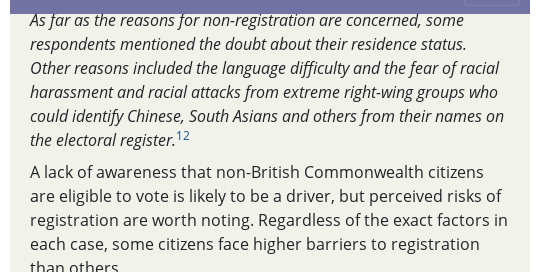 As far as the reasons for non-registration are concerned, some
respondents mentioned the doubt about their residence status.
Other reasons included the language difficulty and the fear of racial
harassment and racial attacks from extreme right-wing groups who
could identify Chinese, South Asians and others from their names on
the electoral register.12
A lack of awareness that non-British Commonwealth citizens
are eligible to vote is likely to be a driver, but perceived risks of
registration are worth noting. Regardless of the exact factors in
each case, some citizens face higher barriers to registration
than others.